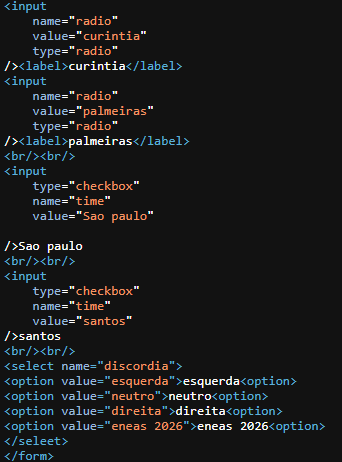 <input
    name="radio"
    value="curintia"
    type="radio"
/><label>curintia</label>
<input
    name="radio"
    value="palmeiras"
    type="radio"
/><label>palmeiras</label>
<br/><br/>
<input
    type="checkbox"
    name="time"
    value="Sao paulo"

/>Sao paulo
<br/><br/>
<input
    type="checkbox"
    name="time"
    value="santos"
/>santos
<br/><br/>
<select name="discordia">
<option value="esquerda">esquerda<option>
<option value="neutro">neutro<option>
<option value="direita">direita<option>
<option value="eneas 2026">eneas 2026<option>
</seleet>
</form>